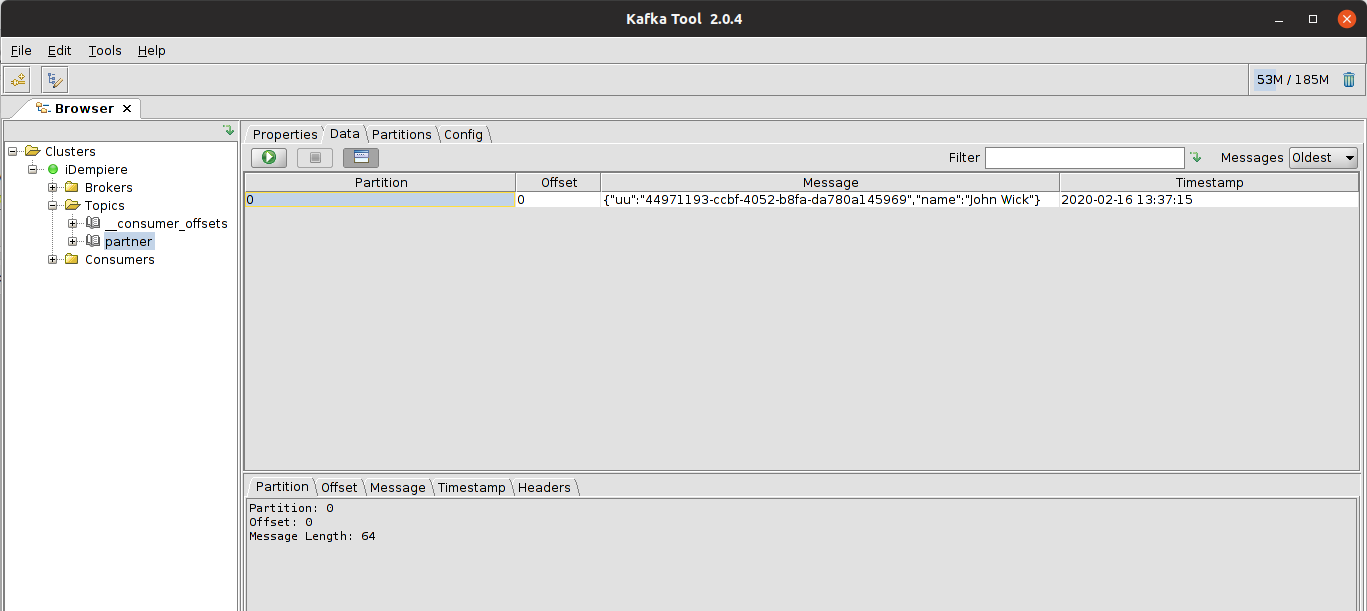 Kafka Tool 2.0.4
File Edit Tools Help
53M / 185M
Browser
Properties Data Partitions Config
Filter Messages Oldest
Clusters
iDempiere
Brokers
Topics
__consumer_offsets
partner
Consumers
Partition Offset Message Timestamp
0 0 {"uu":"44971193-ccbf-4052-b8fa-da780a145969","name":"John Wick"} 2020-02-16 13:37:15
Partition Offset Message Timestamp Headers
Partition: 0
Offset: 0
Message Length: 64